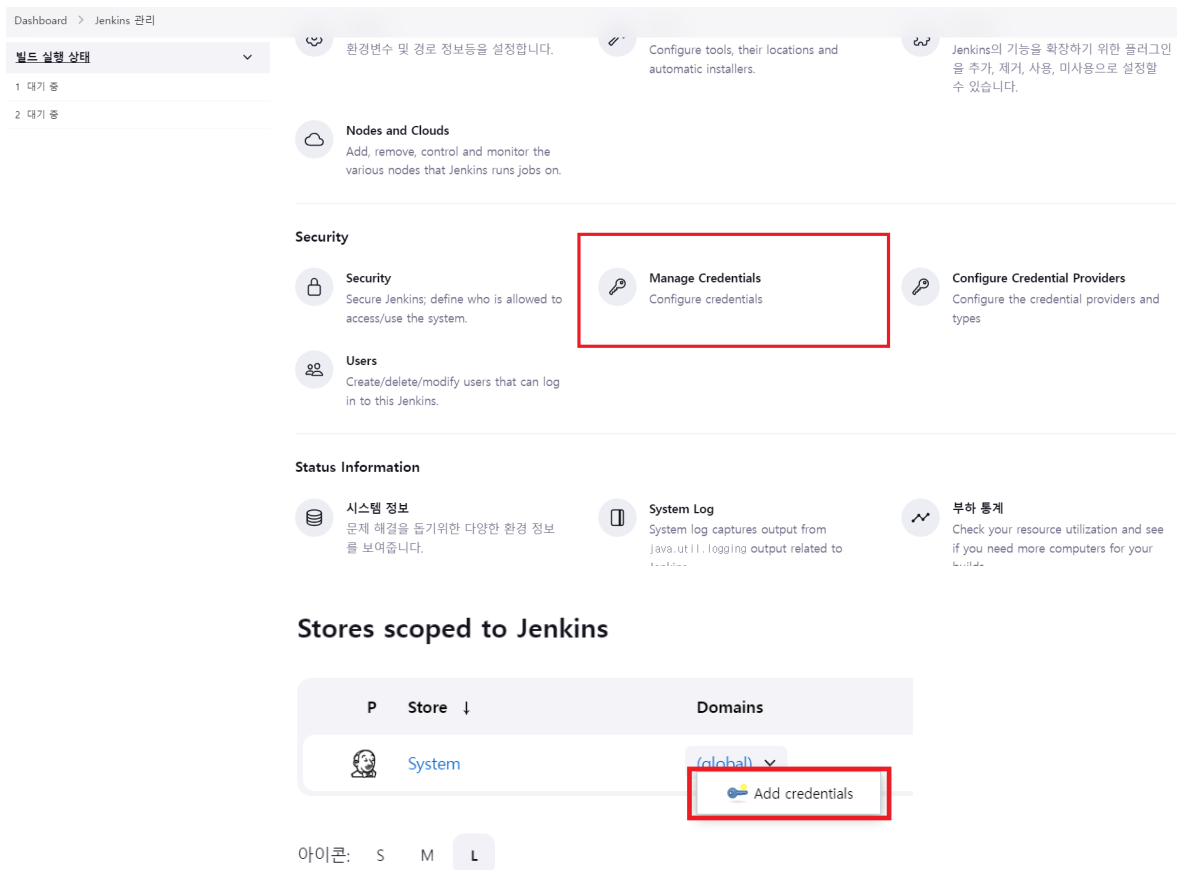 Dashboard > Jenkins 관리
빌드 실행 상태
1 대기 중
2 대기 중
환경변수 및 경로 정보등을 설정합니다.
Configure tools, their locations and
automatic installers.
Jenkins의 기능을 확장하기 위한 플러그인
을 추가, 제거, 사용, 미사용으로 설정할
수 있습니다.
Nodes and Clouds
Add, remove, control and monitor the
various nodes that Jenkins runs jobs on.
Security
Security
Secure Jenkins; define who is allowed to
access/use the system.
Manage Credentials
Configure credentials
Configure Credential Providers
Configure the credential providers and
types
Users
Create/delete/modify users that can log
in to this Jenkins.
Status Information
시스템 정보
문제 해결을 돕기위한 다양한 환경 정보
를 보여줍니다.
System Log
System log captures output from
java.util.logging output related to
Jenkins
부하 통계
Check your resource utilization and see
if you need more computers for your
builds
Stores scoped to Jenkins
P Store ↓ Domains
System (global)
Add credentials
아이콘: S M L